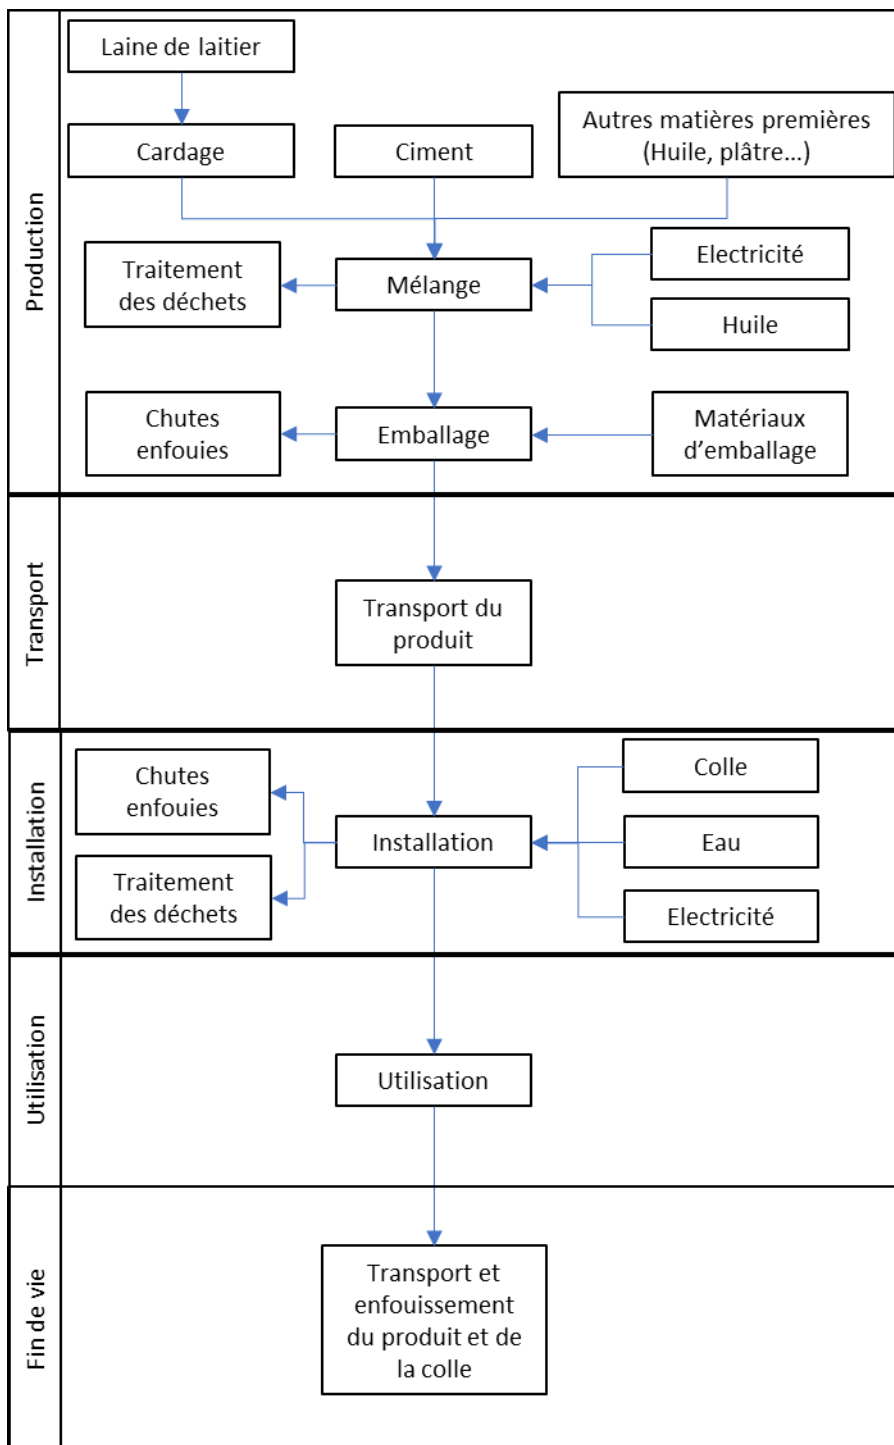 Production
Laine de laitier
Cardage
Ciment
Autres matières premières
(Huile, plâtre...)
Traitement
des déchets
Mélange
Electricité
Huile
Chutes
enfouies
Emballage
Matériaux
d'emballage
Transport
Transport du
produit
Installation
Chutes
enfouies
Traitement
des déchets
Installation
Colle
Eau
Electricité
Utilisation
Utilisation
Fin de vie
Transport et
enfouissement
du produit et de
la colle